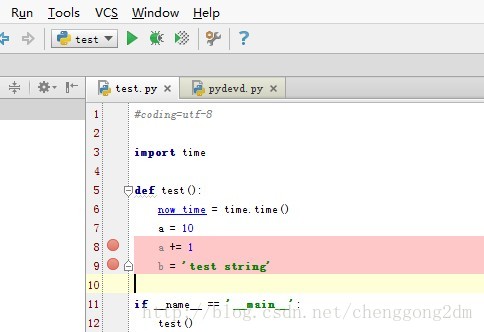 Run Tools VCS Window Help
test
test.py pydevd.py
1 #coding=utf-8
2
3 import time
4
5 def test():
6 now_time = time.time()
7 a = 10
8 a += 1
9 b = 'test string'
10
11 if __name__ == '__main__':
12 test()
http://blog.csdn.net/chenggong2dm